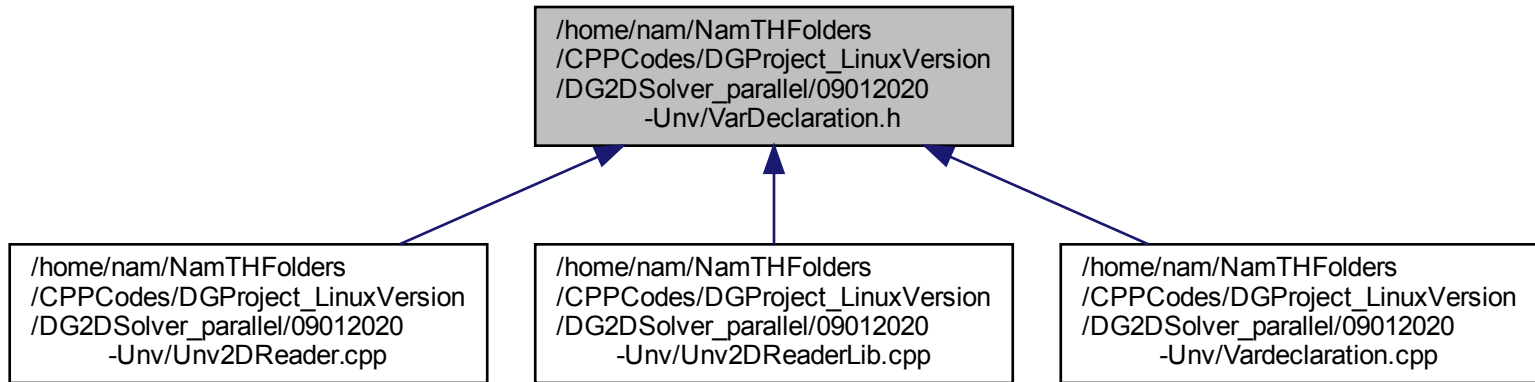 /home/nam/NamTHFolders
/CPPCodes/DGProject_LinuxVersion
/DG2DSolver_parallel/09012020
-Unv/VarDeclaration.h
/home/nam/NamTHFolders
/CPPCodes/DGProject_LinuxVersion
/DG2DSolver_parallel/09012020
-Unv/Unv2DReader.cpp
/home/nam/NamTHFolders
/CPPCodes/DGProject_LinuxVersion
/DG2DSolver_parallel/09012020
-Unv/Unv2DReaderLib.cpp
/home/nam/NamTHFolders
/CPPCodes/DGProject_LinuxVersion
/DG2DSolver_parallel/09012020
-Unv/Vardeclaration.cpp